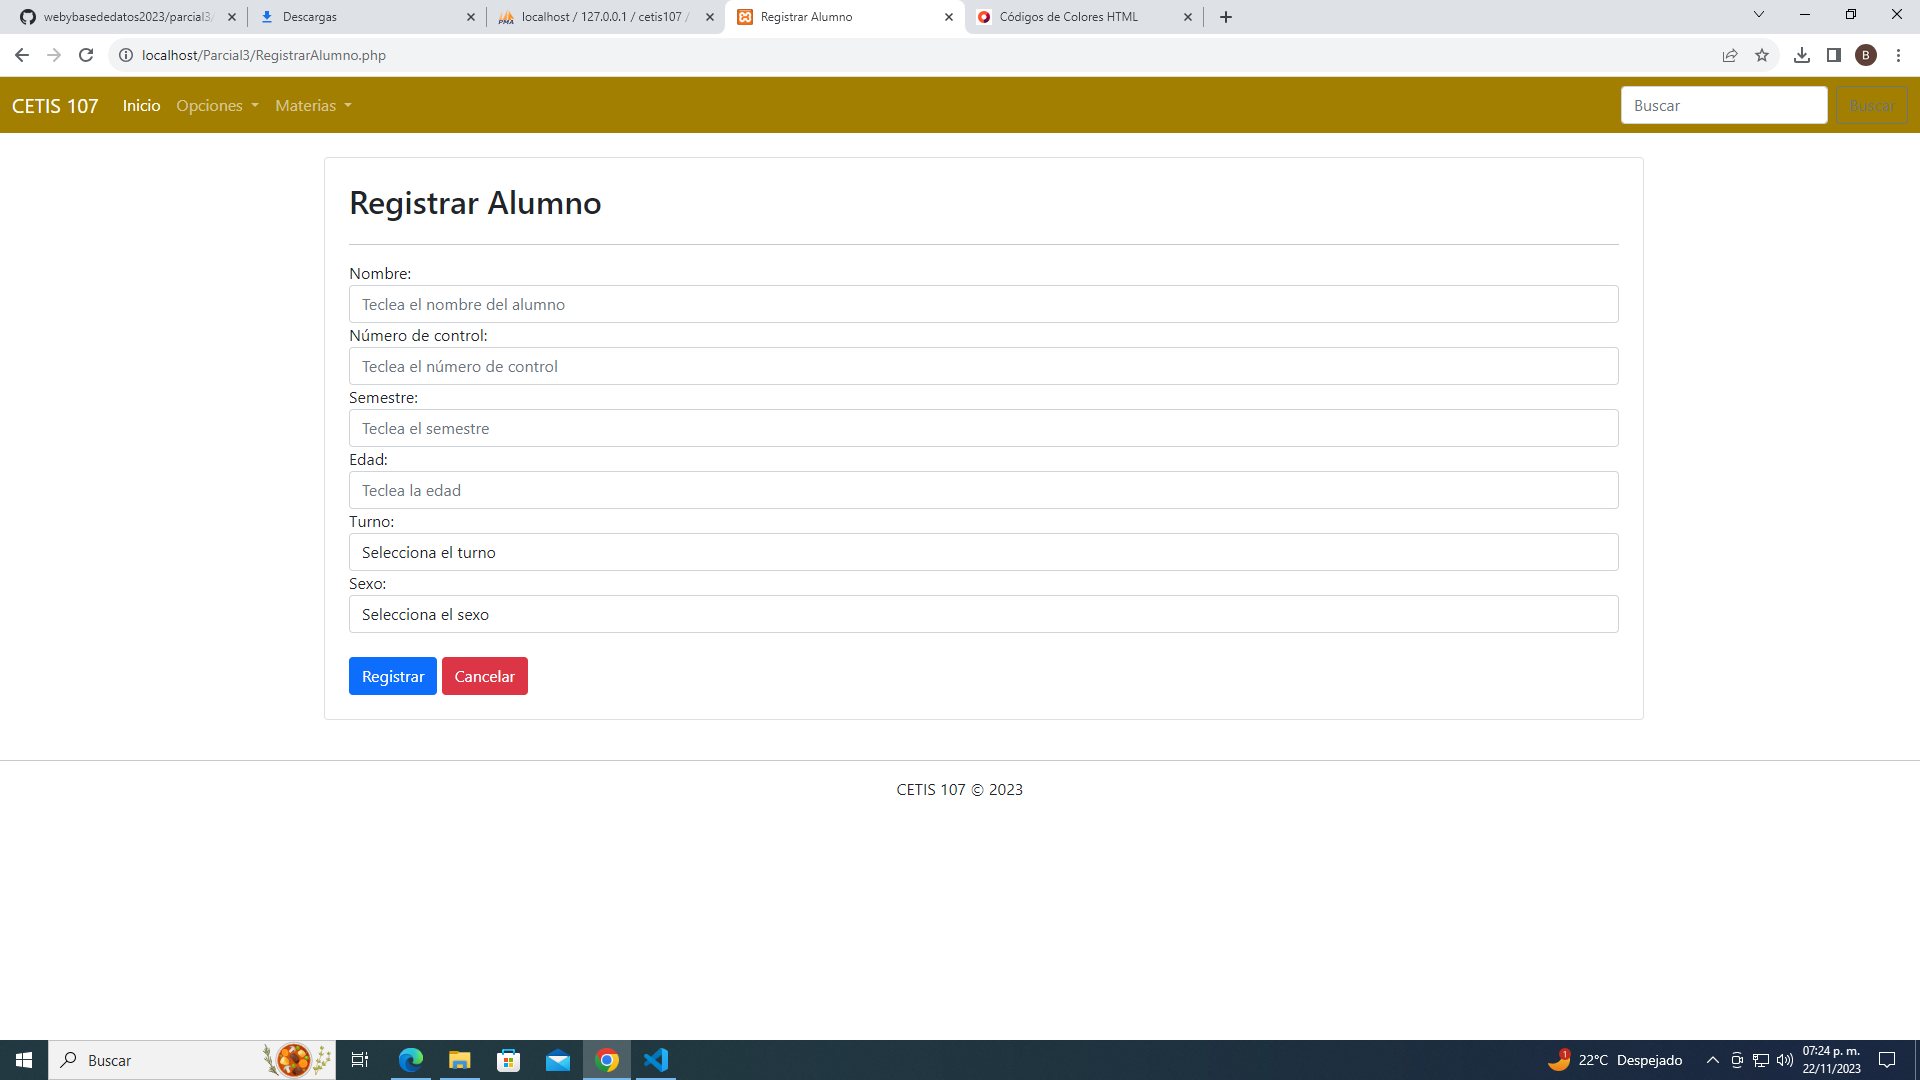 webybasededatos2023/parcial3/
Descargas
localhost / 127.0.0.1 / cetis107 /
Registrar Alumno
Códigos de Colores HTML
localhost/Parcial3/RegistrarAlumno.php
B
CETIS 107
Inicio
Opciones
Materias
Buscar
Buscar
Registrar Alumno
Nombre:
Teclea el nombre del alumno
Número de control:
Teclea el número de control
Semestre:
Teclea el semestre
Edad:
Teclea la edad
Turno:
Selecciona el turno
Sexo:
Selecciona el sexo
Registrar
Cancelar
CETIS 107 © 2023
Buscar
1
22°C Despejado
07:24 p. m.
22/11/2023